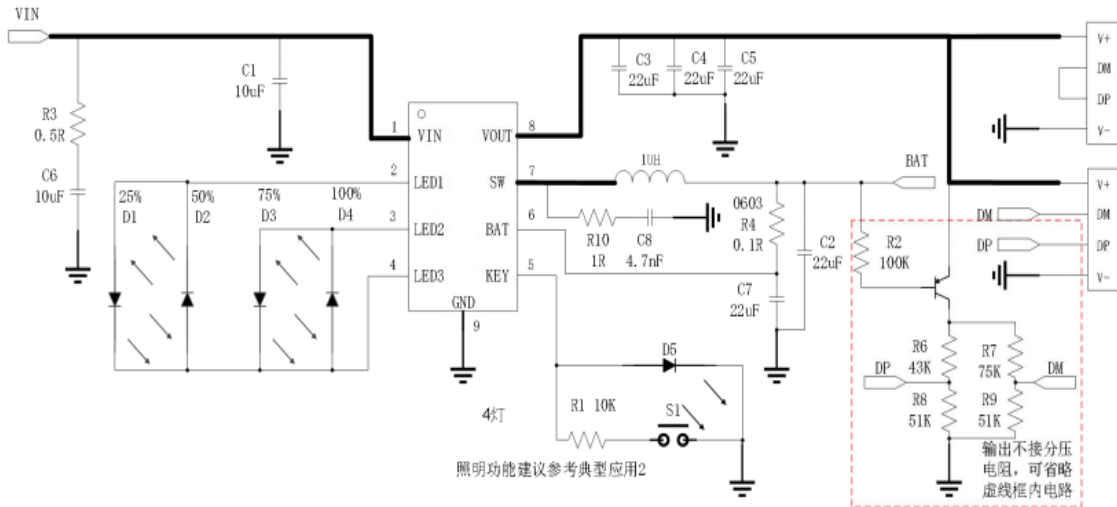 VIN
C1
10uF
R3
0.5R
C6
10uF
25%
D1
50%
D2
75%
D3
100%
D4
1
VIN
2
LED1
3
LED2
4
LED3
GND
9
VOUT
8
SW
7
BAT
6
KEY
5
C3
22uF
C4
22uF
C5
22uF
1UH
BAT
R10
1R
C8
4.7nF
0603
R4
0.1R
C2
22uF
C7
22uF
D5
R1 10K
S1
4灯
照明功能建议参考典型应用2
V+
DM
DP
V-
V+
DM
DP
V-
DM
DP
R2
100K
R6
43K
R7
75K
DP
DM
R8
51K
R9
51K
输出不接分压
电阻，可省略
虚线框内电路